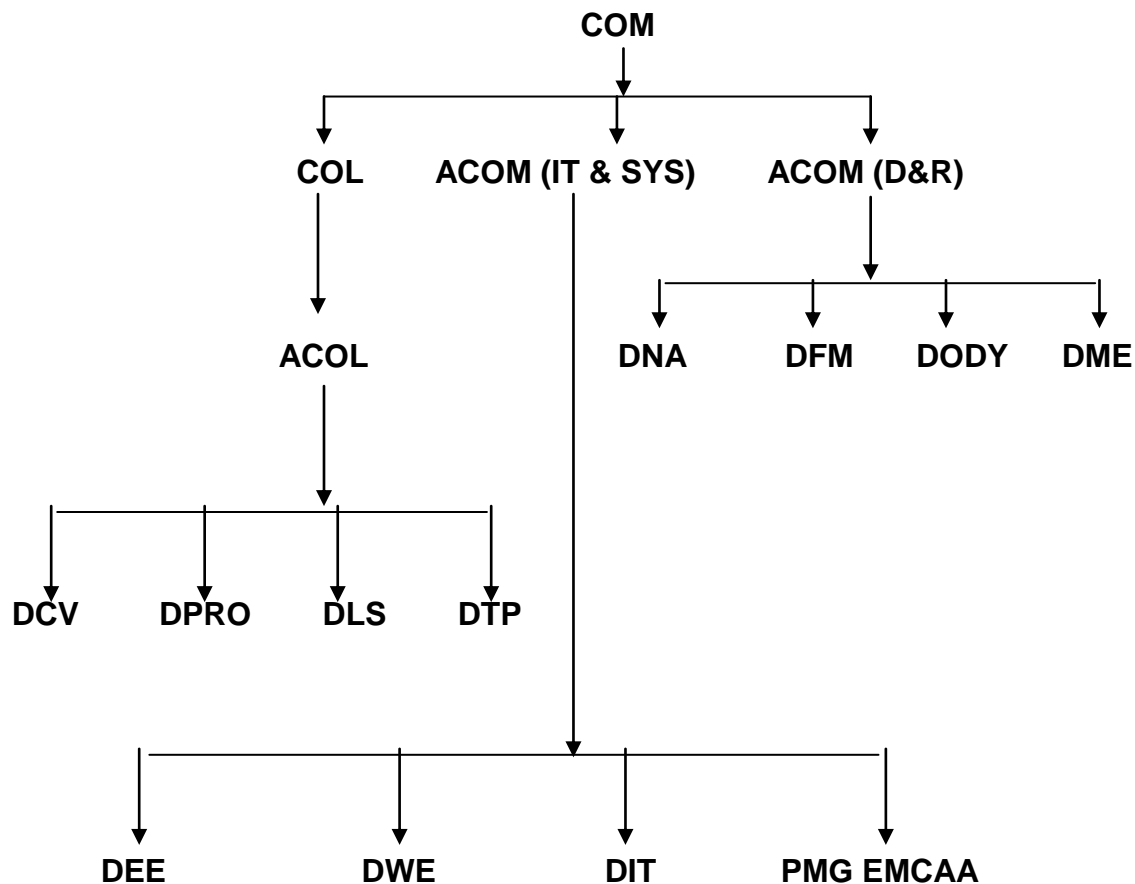 COM
COL ACOM (IT & SYS) ACOM (D&R)
ACOL DNA DFM DODY DME
DCV DPRO DLS DTP
DEE DWE DIT PMG EMCAA